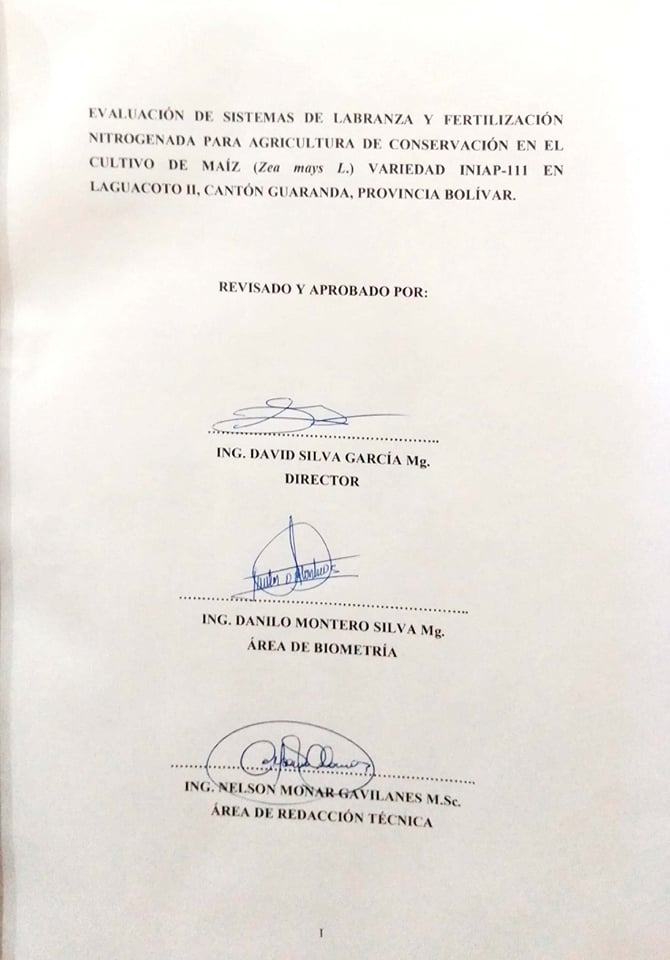 EVALUACIÓN DE SISTEMAS DE LABRANZA Y FERTILIZACIÓN
NITROGENADA PARA AGRICULTURA DE CONSERVACIÓN EN EL
CULTIVO DE MAÍZ (Zea mays L.) VARIEDAD INIAP-111 EN
LAGUACOTO II, CANTÓN GUARANDA, PROVINCIA BOLÍVAR.
REVISADO Y APROBADO POR:
ING. DAVID SILVA GARCÍA Mg.
DIRECTOR
ING. DANILO MONTERO SILVA Mg.
ÁREA DE BIOMETRÍA
ING. NELSON MONAR GAVILANES M.Sc.
ÁREA DE REDACCIÓN TÉCNICA
I